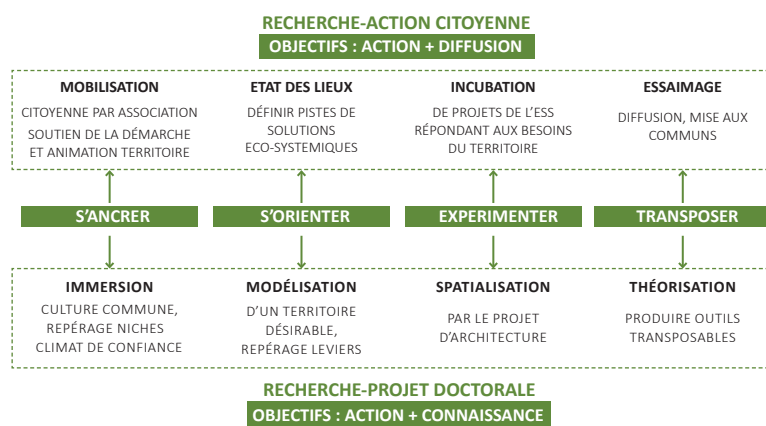 RECHERCHE-ACTION CITOYENNE
OBJECTIFS : ACTION + DIFFUSION
MOBILISATION
CITOYENNE PAR ASSOCIATION
SOUTIEN DE LA DÉMARCHE
ET ANIMATION TERRITOIRE
ETAT DES LIEUX
DÉFINIR PISTES DE
SOLUTIONS
ECO-SYSTEMIQUES
INCUBATION
DE PROJETS DE L'ESS
RÉPONDANT AUX BESOINS
DU TERRITOIRE
ESSAIMAGE
DIFFUSION, MISE AUX
COMMUNS
S'ANCRER
S'ORIENTER
EXPERIMENTER
TRANSPOSER
IMMERSION
CULTURE COMMUNE,
REPÉRAGE NICHES
CLIMAT DE CONFIANCE
MODÉLISATION
D'UN TERRITOIRE
DÉSIRABLE,
REPÉRAGE LEVIERS
SPATIALISATION
PAR LE PROJET
D'ARCHITECTURE
THÉORISATION
PRODUIRE OUTILS
TRANSPOSABLES
RECHERCHE-PROJET DOCTORALE
OBJECTIFS : ACTION + CONNAISSANCE